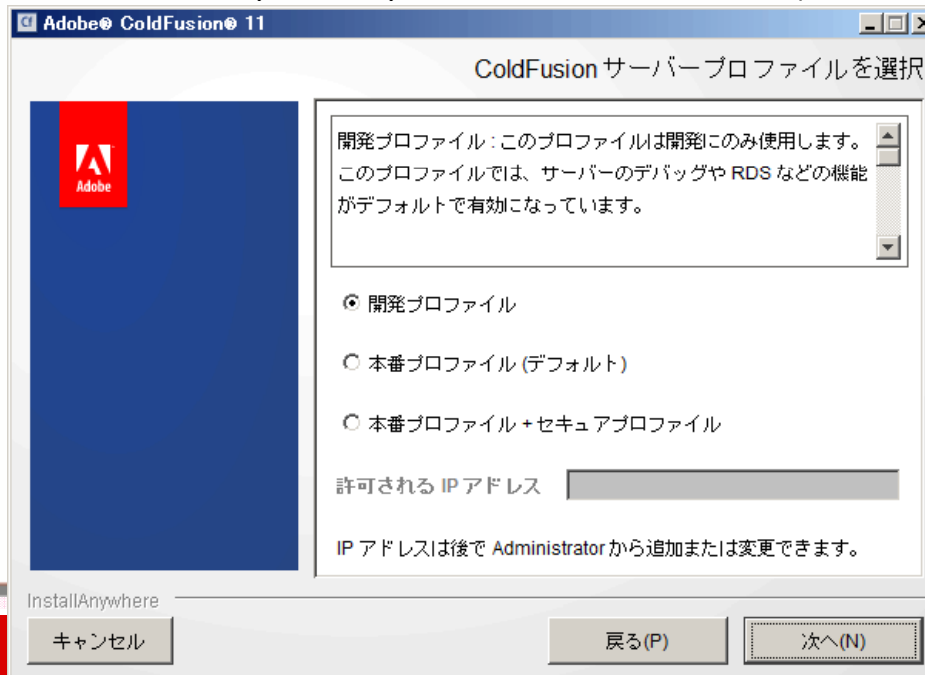 Adobe® ColdFusion® 11
ColdFusion サーバープロファイルを選択
Adobe
開発プロファイル : このプロファイルは開発にのみ使用します。
このプロファイルでは、サーバーのデバッグや RDS などの機能
がデフォルトで有効になっています。
開発プロファイル
本番プロファイル (デフォルト)
本番プロファイル + セキュアプロファイル
許可される IP アドレス
IP アドレスは後で Administrator から追加または変更できます。
InstallAnywhere
キャンセル
戻る(P)
次へ(N)